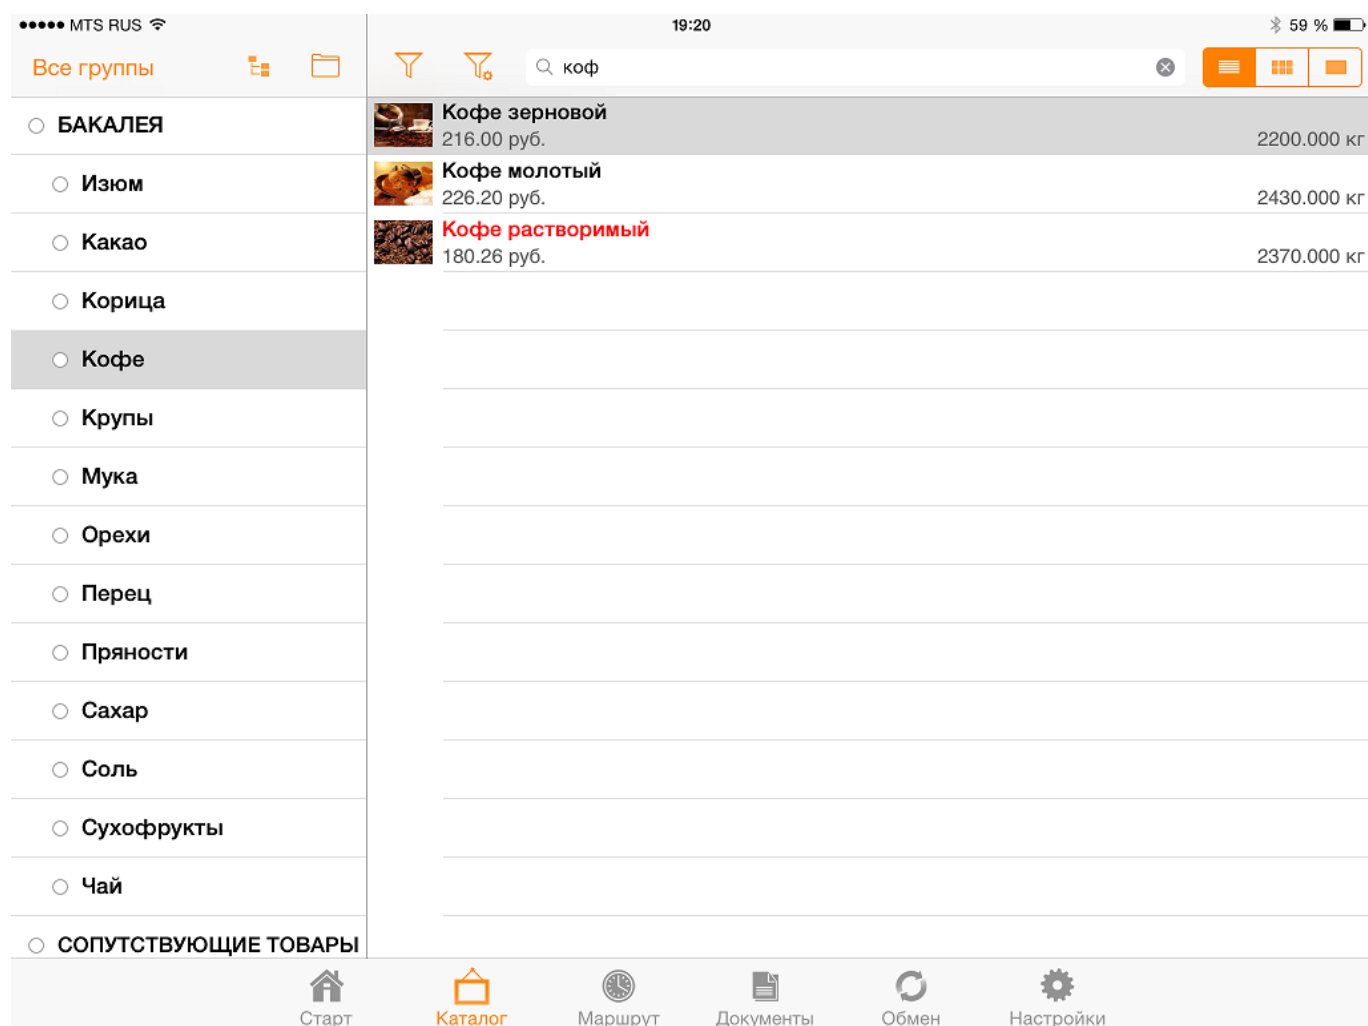 MTS RUS
19:20
59 %
Все группы
коф
БАКАЛЕЯ
Изюм
Какао
Корица
Кофе
Крупы
Мука
Орехи
Перец
Пряности
Сахар
Соль
Сухофрукты
Чай
СОПУТСТВУЮЩИЕ ТОВАРЫ
Кофе зерновой
216.00 руб.
2200.000 кг
Кофе молотый
226.20 руб.
2430.000 кг
Кофе растворимый
180.26 руб.
2370.000 кг
Старт
Каталог
Маршрут
Документы
Обмен
Настройки